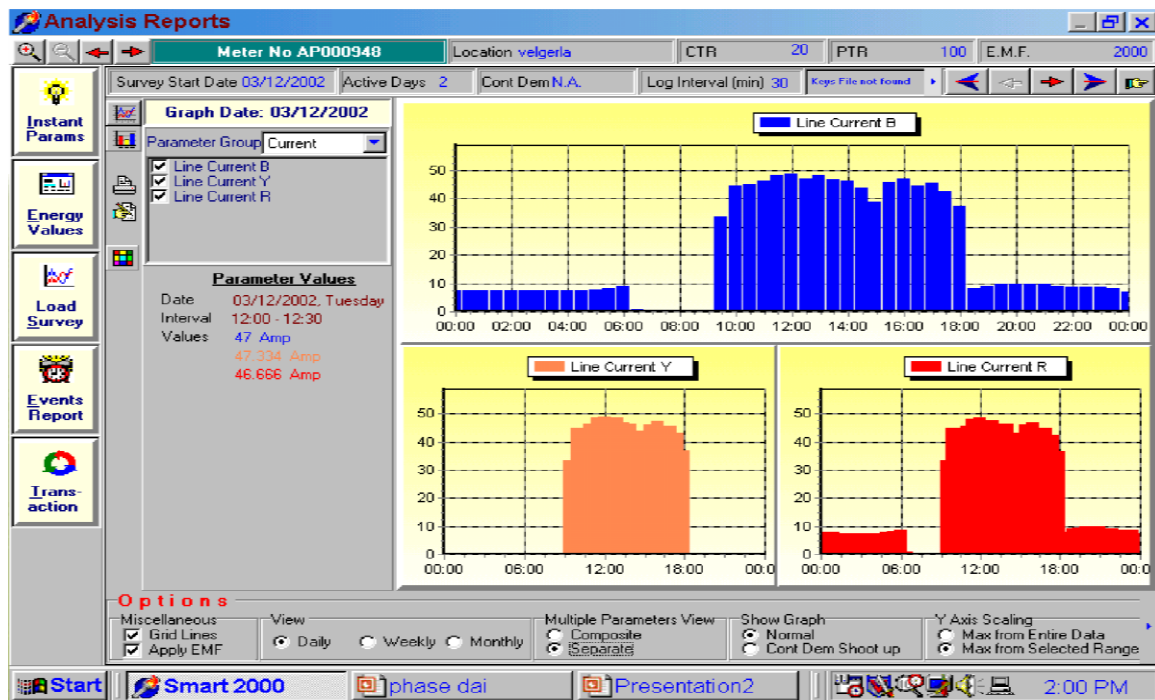 Analysis Reports
Meter No AP000948 Location velgerla CTR 20 PTR 100 E.M.F. 2000
Survey Start Date 03/12/2002 Active Days 2 Cont Dem N.A. Log Interval (min) 30 Keys File not found
Instant Params
Energy Values
Load Survey
Events Report
Trans-action
Graph Date: 03/12/2002
Parameter Group Current
Line Current B
Line Current Y
Line Current R
Parameter Values
Date 03/12/2002, Tuesday
Interval 12:00 - 12:30
Values 47 Amp
47.334 Amp
46.666 Amp
Line Current B
50
40
30
20
10
0
00:00 02:00 04:00 06:00 08:00 10:00 12:00 14:00 16:00 18:00 20:00 22:00 00:00
Line Current Y
50
40
30
20
10
0
00:00 06:00 12:00 18:00 00:0
Line Current R
50
40
30
20
10
0
00:00 06:00 12:00 18:00 00:0
Options
Miscellaneous
Grid Lines
Apply EMF
View
Daily Weekly Monthly
Multiple Parameters View
Composite
Separate
Show Graph
Normal
Cont Dem Shoot up
Y Axis Scaling
Max from Entire Data
Max from Selected Range
Start Smart 2000 phase dai Presentation2 2:00 PM